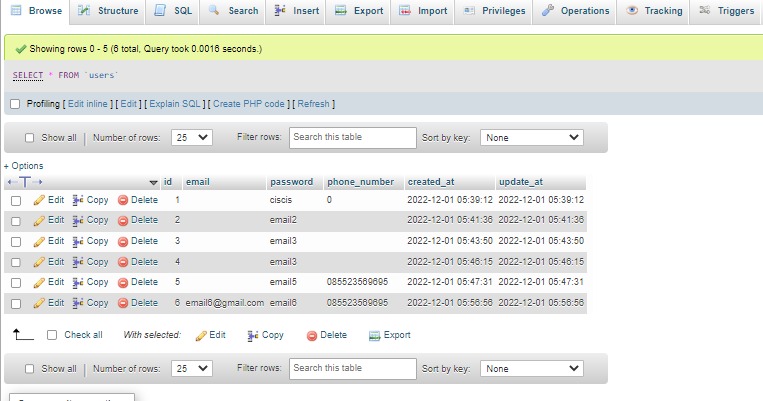 Browse Structure SQL Search Insert Export Import Privileges Operations Tracking Triggers
Showing rows 0 - 5 (6 total, Query took 0.0016 seconds.)
SELECT * FROM `users`
Profiling [ Edit inline ] [ Edit ] [ Explain SQL ] [ Create PHP code ] [ Refresh ]
Show all | Number of rows: 25 Filter rows: Search this table Sort by key: None
+ Options
id email password phone_number created_at update_at
Edit Copy Delete 1 ciscis 0 2022-12-01 05:39:12 2022-12-01 05:39:12
Edit Copy Delete 2 email2 2022-12-01 05:41:36 2022-12-01 05:41:36
Edit Copy Delete 3 email3 2022-12-01 05:43:50 2022-12-01 05:43:50
Edit Copy Delete 4 email3 2022-12-01 05:46:15 2022-12-01 05:46:15
Edit Copy Delete 5 email5 085523569695 2022-12-01 05:47:31 2022-12-01 05:47:31
Edit Copy Delete 6 email6@gmail.com email6 085523569695 2022-12-01 05:56:56 2022-12-01 05:56:56
Check all With selected: Edit Copy Delete Export
Show all | Number of rows: 25 Filter rows: Search this table Sort by key: None